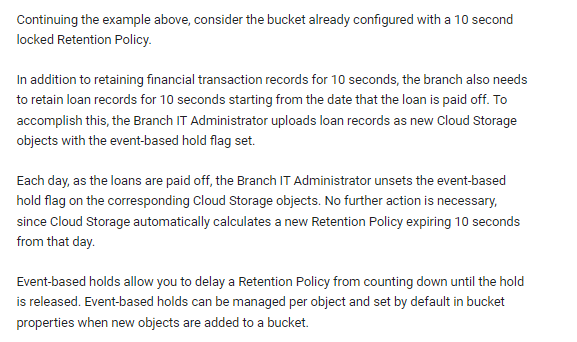 Continuing the example above, consider the bucket already configured with a 10 second
locked Retention Policy.
In addition to retaining financial transaction records for 10 seconds, the branch also needs
to retain loan records for 10 seconds starting from the date that the loan is paid off. To
accomplish this, the Branch IT Administrator uploads loan records as new Cloud Storage
objects with the event-based hold flag set.
Each day, as the loans are paid off, the Branch IT Administrator unsets the event-based
hold flag on the corresponding Cloud Storage objects. No further action is necessary,
since Cloud Storage automatically calculates a new Retention Policy expiring 10 seconds
from that day.
Event-based holds allow you to delay a Retention Policy from counting down until the hold
is released. Event-based holds can be managed per object and set by default in bucket
properties when new objects are added to a bucket.